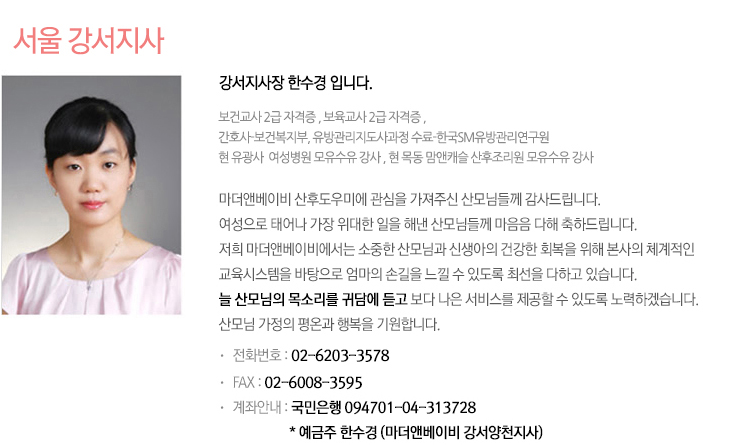 서울 강서지사
강서지사장 한수경 입니다.
보건교사 2급 자격증 , 보육교사 2급 자격증 ,
간호사-보건복지부, 유방관리지도사과정 수료-한국SM유방관리연구원
현 유광사 여성병원 모유수유 강사 , 현 목동 맘앤캐슬 산후조리원 모유수유 강사
마더앤베이비 산후도우미에 관심을 가져주신 산모님들께 감사드립니다.
여성으로 태어나 가장 위대한 일을 해낸 산모님들께 마음음 다해 축하드립니다.
저희 마더앤베이비에서는 소중한 산모님과 신생아의 건강한 회복을 위해 본사의 체계적인
교육시스템을 바탕으로 엄마의 손길을 느낄 수 있도록 최선을 다하고 있습니다.
늘 산모님의 목소리를 귀담에 듣고 보다 나은 서비스를 제공할 수 있도록 노력하겠습니다.
산모님 가정의 평온과 행복을 기원합니다.
· 전화번호 : 02-6203-3578
· FAX : 02-6008-3595
· 계좌안내 : 국민은행 094701-04-313728
* 예금주 한수경 (마더앤베이비 강서양천지사)